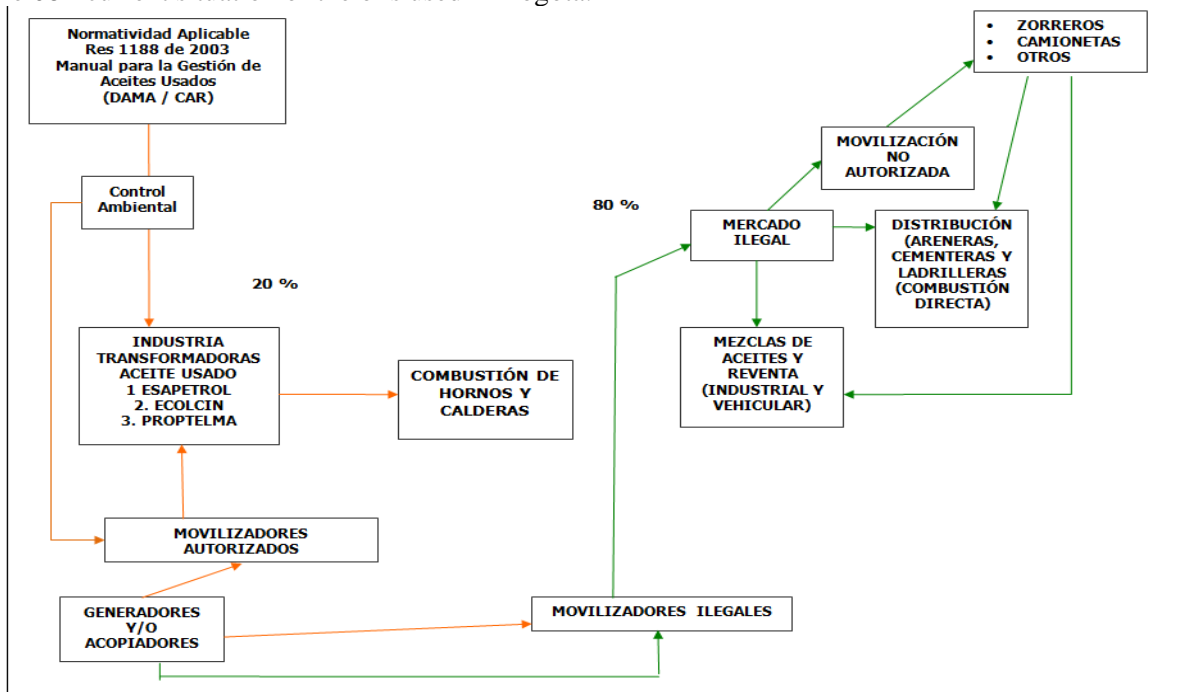 Normatividad Aplicable
Res 1188 de 2003
Manual para la Gestión de
Aceites Usados
(DAMA / CAR)
Control
Ambiental
20 %
INDUSTRIA
TRANSFORMADORAS
ACEITE USADO
1 ESAPETROL
2. ECOLCIN
3. PROPTELMA
COMBUSTIÓN DE
HORNOS Y
CALDERAS
MOVILIZADORES
AUTORIZADOS
GENERADORES
Y/O
ACOPIADORES
MOVILIZADORES ILEGALES
80 %
MERCADO
ILEGAL
MOVILIZACIÓN
NO
AUTORIZADA
• ZORREROS
• CAMIONETAS
• OTROS
DISTRIBUCIÓN
(ARENERAS,
CEMENTERAS Y
LADRILLERAS
(COMBUSTIÓN
DIRECTA)
MEZCLAS DE
ACEITES Y
REVENTA
(INDUSTRIAL Y
VEHICULAR)